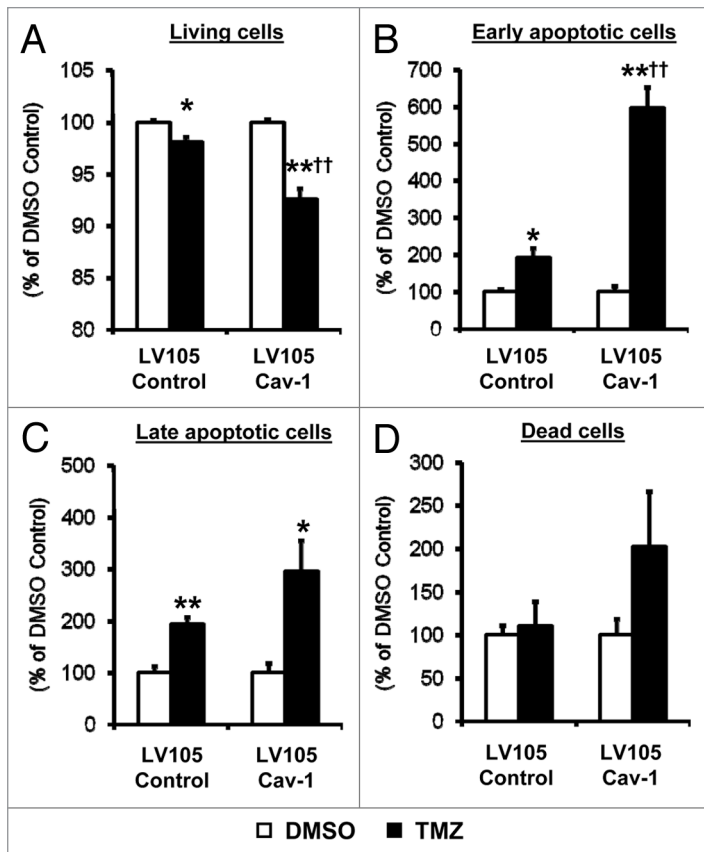 A
Living cells
(% of DMSO Control)
105
100
95
90
85
80
*
**††
LV105
Control
LV105
Cav-1
B
Early apoptotic cells
(% of DMSO Control)
700
600
500
400
300
200
100
0
*
**††
LV105
Control
LV105
Cav-1
C
Late apoptotic cells
(% of DMSO Control)
500
400
300
200
100
0
**
*
LV105
Control
LV105
Cav-1
D
Dead cells
(% of DMSO Control)
300
250
200
150
100
50
0
LV105
Control
LV105
Cav-1
DMSO TMZ